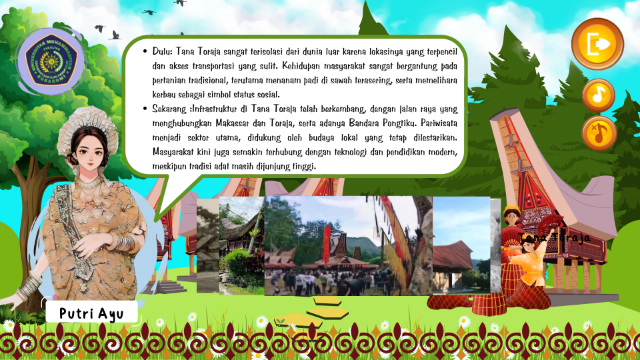 • Dulu: Tana Toraja sangat terisolasi dari dunia luar karena lokasinya yang terpencil
dan akses transportasi yang sulit. Kehidupan masyarakat sangat bergantung pada
pertanian tradisional, terutama menanam padi di sawah terasering, serta memelihara
kerbau sebagai simbol status sosial.
• Sekarang :Infrastruktur di Tana Toraja telah berkembang, dengan jalan raya yang
menghubungkan Makassar dan Toraja, serta adanya Bandara Pongtiku. Pariwisata
menjadi sektor utama, didukung oleh budaya lokal yang tetap dilestarikan.
Masyarakat kini juga semakin terhubung dengan teknologi dan pendidikan modern,
meskipun tradisi adat masih dijunjung tinggi.
Tana Toraja
Putri Ayu